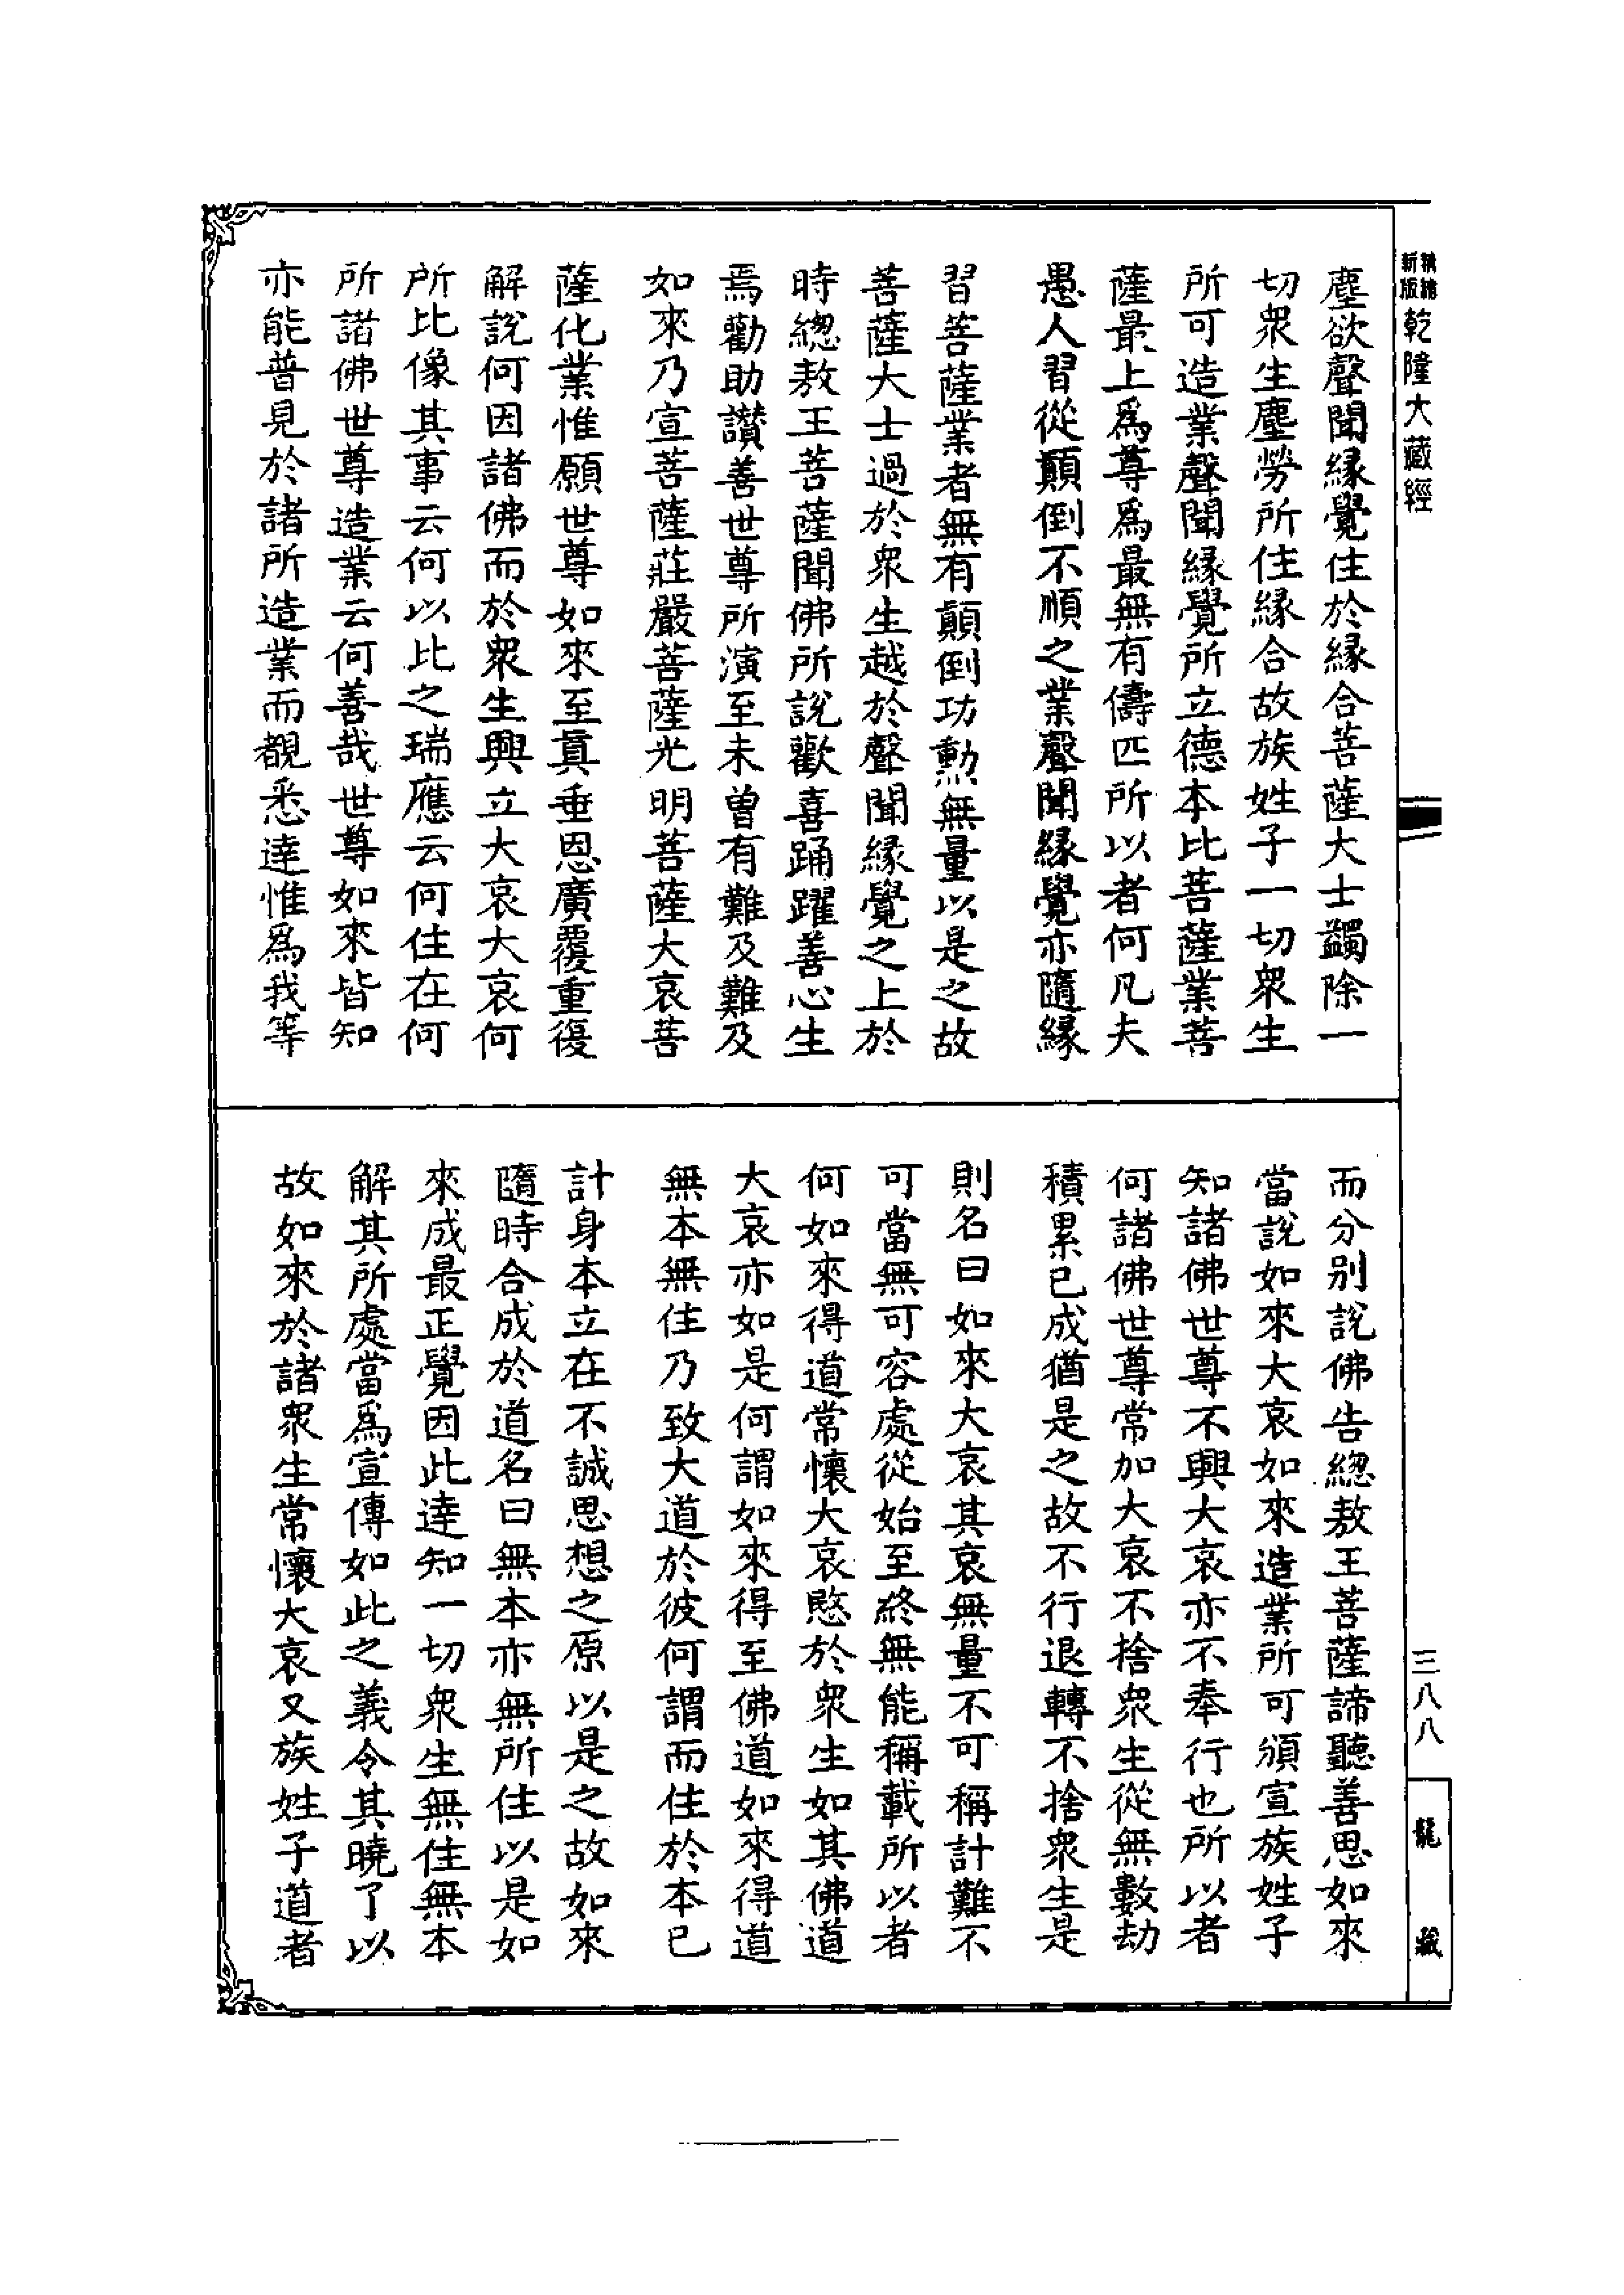 精縮
新版
乾隆大藏經
塵欲聲聞緣覺住於緣合菩薩大士蠲除一
切衆生塵勞所住緣合故族姓子一切衆生
所可造業聲聞緣覺所立德本比菩薩業菩
薩最上爲尊爲最無有儔匹所以者何凡夫
愚人習從顛倒不順之業聲聞緣覺亦隨緣
習菩薩業者無有顛倒功勲無量以是之故
菩薩大士過於衆生越於聲聞緣覺之上於
時總敖王菩薩聞佛所說歡喜踊躍善心生
焉勸助讚善世尊所演至未曾有難及難及
如來乃宣菩薩莊嚴菩薩光明菩薩大哀菩
薩化業惟願世尊如來至眞垂恩廣覆重復
解說何因諸佛而於衆生興立大哀大哀何
所比像其事云何以此之瑞應云何住在何
所諸佛世尊造業云何善哉世尊如來皆知
亦能普見於諸所造業而覩悉達惟爲我等
而分別說佛告總敖王菩薩諦聽善思如來
當說如來大哀如來造業所可頒宣族姓子
知諸佛世尊不興大哀亦不奉行也所以者
何諸佛世尊常加大哀不捨衆生從無數劫
積累已成猶是之故不行退轉不捨衆生是
則名曰如來大哀其哀無量不可稱計難不
可當無可容處從始至終無能稱載所以者
何如來得道常懷大哀愍於衆生如其佛道
大哀亦如是何謂如來得至佛道如來得道
無本無住乃致大道於彼何謂而住於本已
計身本立在不誠思想之原以是之故如來
隨時合成於道名曰無本亦無所住以是如
來成最正覺因此達知一切衆生無住無本
解其所處當爲宣傳如此之義令其曉了以
故如來於諸衆生常懷大哀又族姓子道者
三八八
龍藏